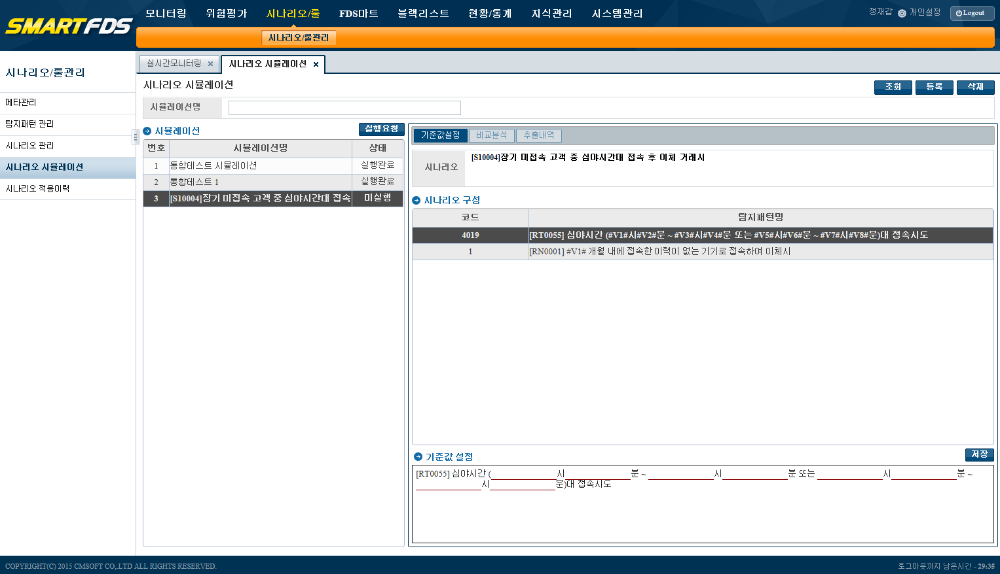 SMARTFDS
모니터링 위험평가 시나리오/룰 FDS마트 블랙리스트 현황/통계 지식관리 시스템관리
정재갑 개인설정 Logout
시나리오/룰관리
시나리오/룰관리
메타관리
탐지패턴 관리
시나리오 관리
시나리오 시뮬레이션
시나리오 적용이력
실시간모니터링 × 시나리오 시뮬레이션 ×
시나리오 시뮬레이션
조회 등록 삭제
시뮬레이션명
시뮬레이션 실행요청
번호 시뮬레이션명 상태
1 통합테스트 시뮬레이션 실행완료
2 통합테스트 1 실행완료
3 [S10004]장기 미접속 고객 중 심야시간대 접속 미실행
기준값설정 비교분석 추출내역
시나리오 [S10004]장기 미접속 고객 중 심야시간대 접속 후 이체 거래시
시나리오 구성
코드 탐지패턴명
4019 [RT0055] 심야시간 (#V1#시#V2#분 ~ #V3#시#V4#분 또는 #V5#시#V6#분 ~ #V7#시#V8#분)대 접속시도
1 [RN0001] #V1# 개월 내에 접속한 이력이 없는 기기로 접속하여 이체시
기준값 설정 저장
[RT0055] 심야시간 ( 시 분 ~ 시 분 또는 시 분 ~
시 분)대 접속시도
COPYRIGHT(C) 2015 CMSOFT CO,.LTD ALL RIGHTS RESERVED.
로그아웃까지 남은시간 - 29:35